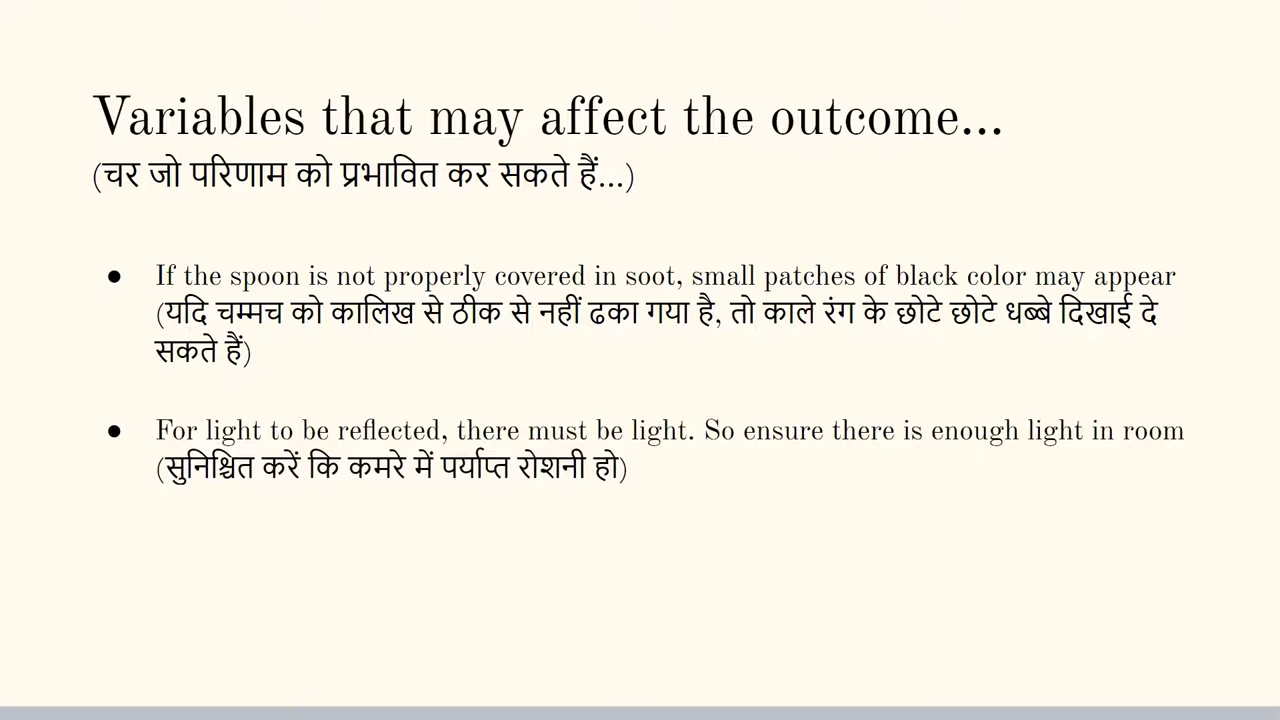 Variables that may affect the outcome...
(चर जो परिणाम को प्रभावित कर सकते हैं...)
● If the spoon is not properly covered in soot, small patches of black color may appear
(यदि चम्मच को कालिख से ठीक से नहीं ढका गया है, तो काले रंग के छोटे छोटे धब्बे दिखाई दे
सकते हैं)
● For light to be reflected, there must be light. So ensure there is enough light in room
(सुनिश्चित करें कि कमरे में पर्याप्त रोशनी हो)